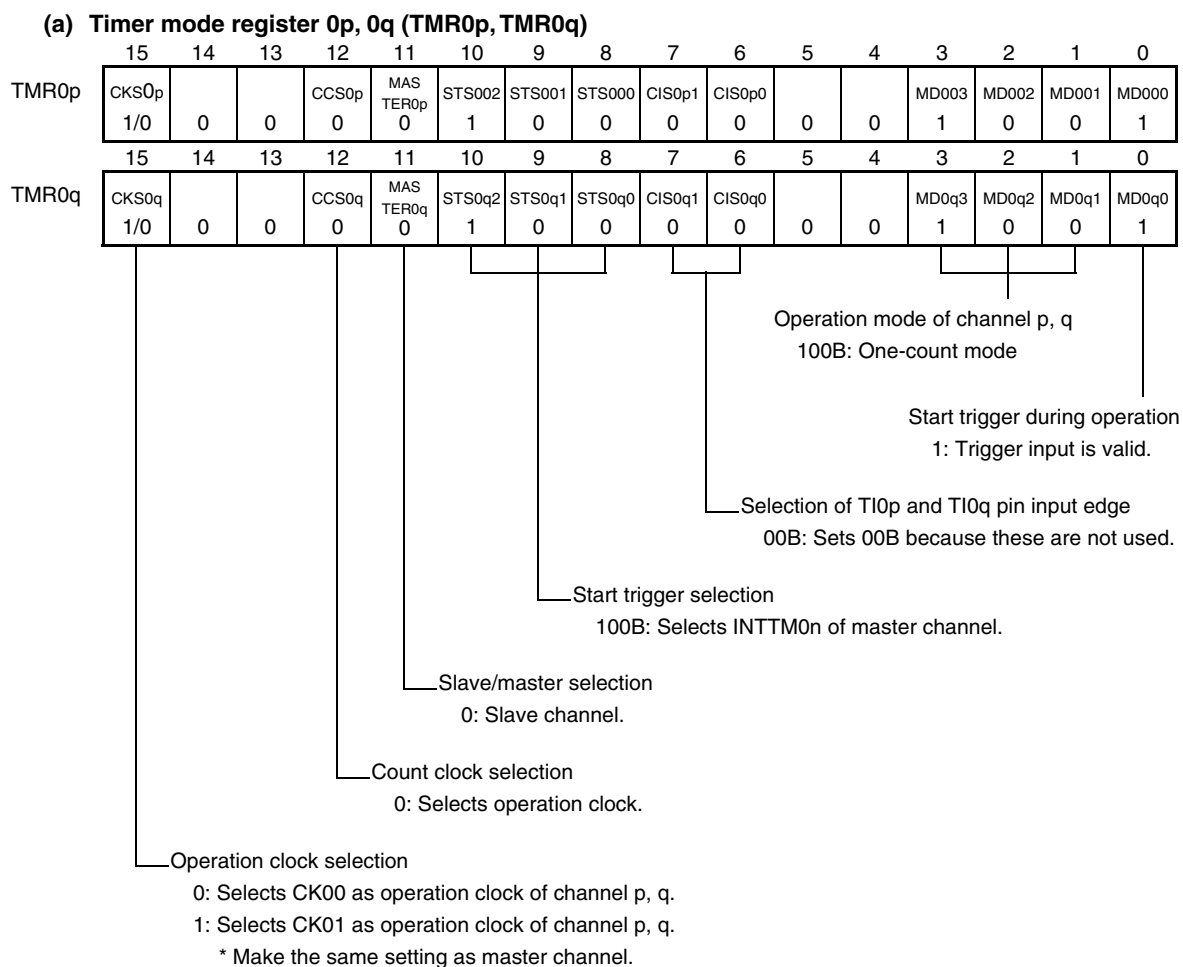 (a) Timer mode register 0p, 0q (TMR0p, TMR0q)
15 14 13 12 11 10 9 8 7 6 5 4 3 2 1 0
TMR0p CKS0p CCS0p MAS TER0p STS002 STS001 STS000 CIS0p1 CIS0p0 MD003 MD002 MD001 MD000
1/0 0 0 0 0 1 0 0 0 0 0 0 1 0 0 1
15 14 13 12 11 10 9 8 7 6 5 4 3 2 1 0
TMR0q CKS0q CCS0q MAS TER0q STS0q2 STS0q1 STS0q0 CIS0q1 CIS0q0 MD0q3 MD0q2 MD0q1 MD0q0
1/0 0 0 0 0 1 0 0 0 0 0 0 1 0 0 1
Operation mode of channel p, q
100B: One-count mode
Start trigger during operation
1: Trigger input is valid.
Selection of TI0p and TI0q pin input edge
00B: Sets 00B because these are not used.
Start trigger selection
100B: Selects INTTM0n of master channel.
Slave/master selection
0: Slave channel.
Count clock selection
0: Selects operation clock.
Operation clock selection
0: Selects CK00 as operation clock of channel p, q.
1: Selects CK01 as operation clock of channel p, q.
* Make the same setting as master channel.